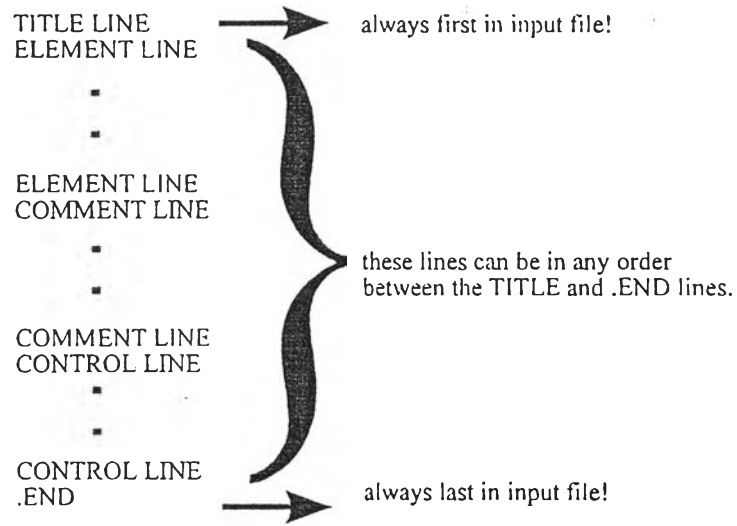 TITLE LINE
always first in input file!
ELEMENT LINE
ELEMENT LINE
COMMENT LINE
these lines can be in any order
between the TITLE and .END lines.
COMMENT LINE
CONTROL LINE
CONTROL LINE
.END
always last in input file!